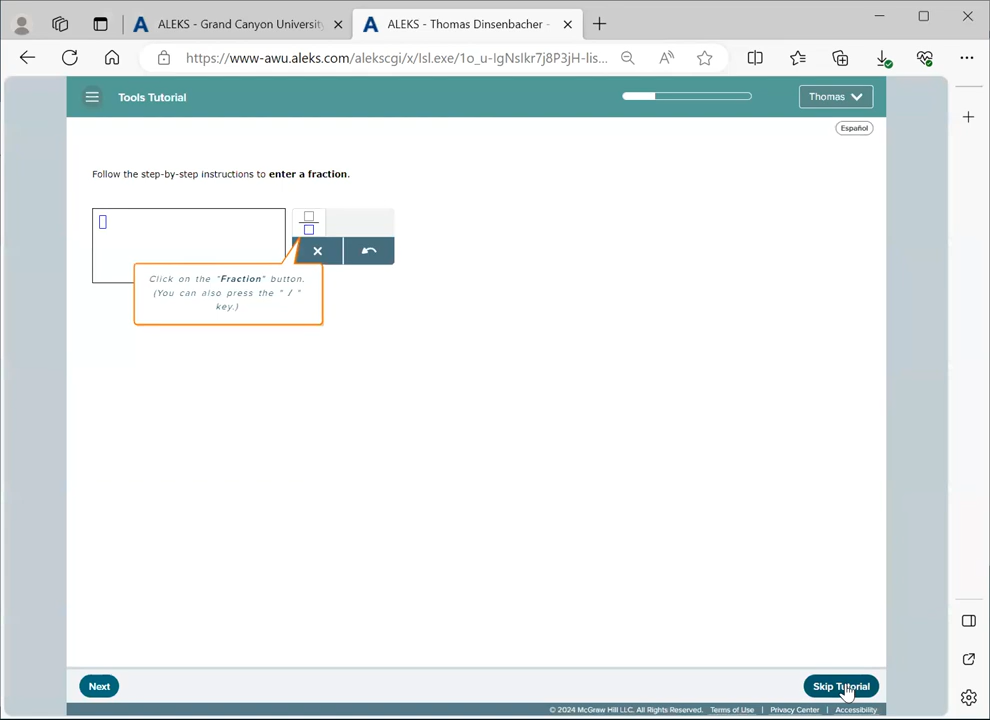 ALEKS - Grand Canyon University
ALEKS - Thomas Dinsenbacher -
https://www-awu.aleks.com/alekscgi/x/Isl.exe/1o_u-IgNsIkr7j8P3jH-lis...
Tools Tutorial
Thomas
Español
Follow the step-by-step instructions to enter a fraction.
Click on the "Fraction" button.
(You can also press the " / "
key.)
Next
Skip Tutorial
© 2024 McGraw Hill LLC. All Rights Reserved. Terms of Use | Privacy Center | Accessibility